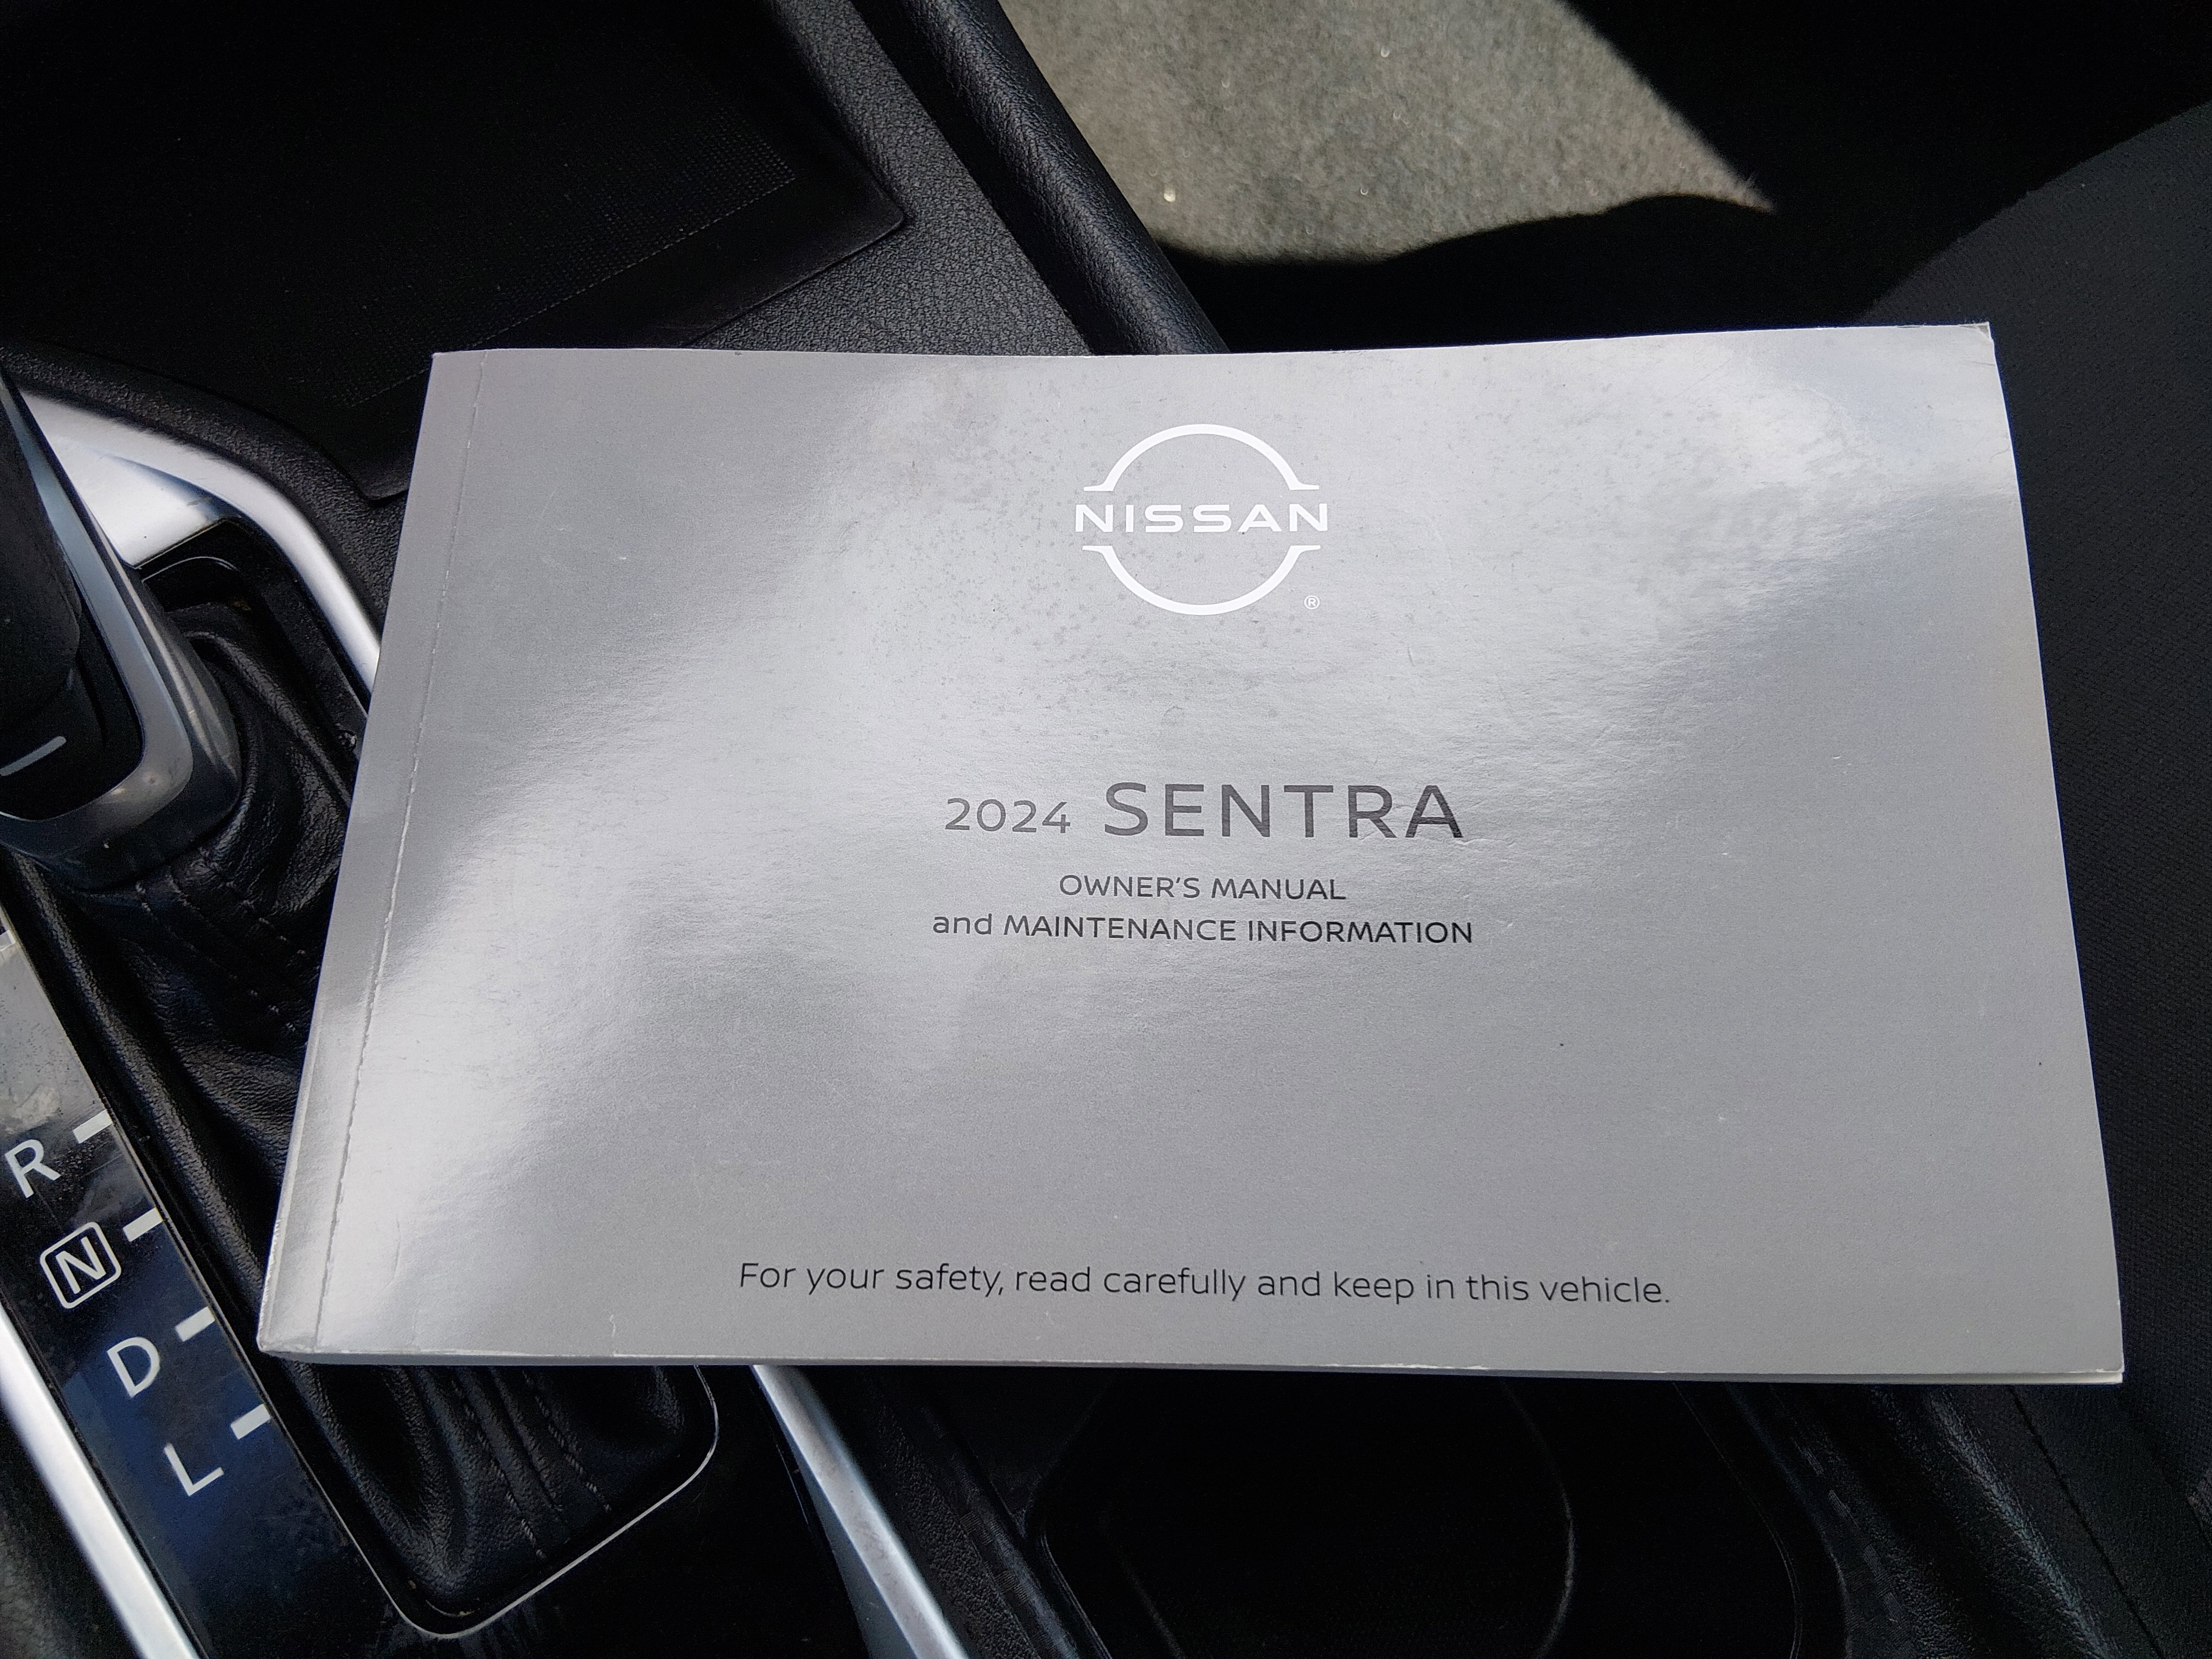 NISSAN
®
2024 SENTRA
OWNER'S MANUAL
and MAINTENANCE INFORMATION
For your safety, read carefully and keep in this vehicle.
R
N
D
L